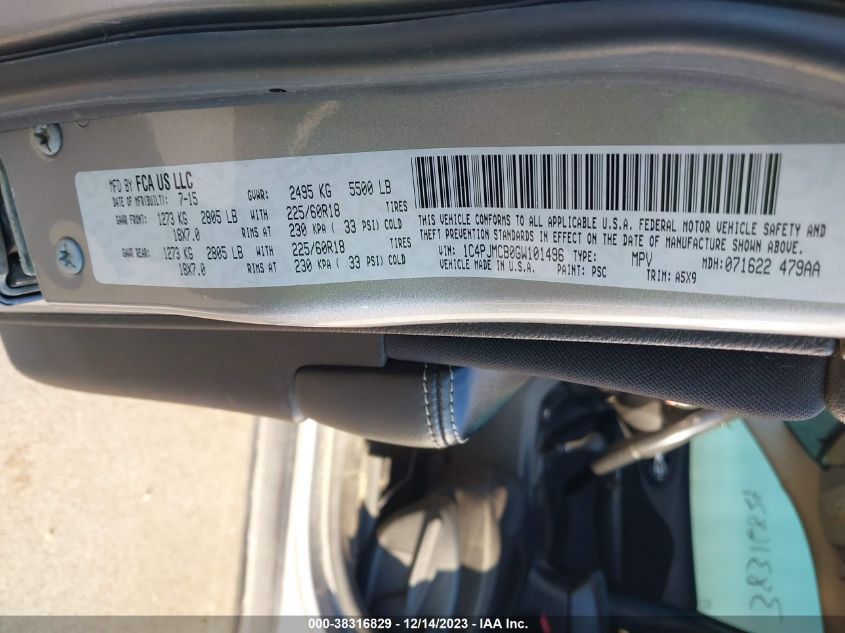 MFD BY FCA US LLC
DATE OF MFR(BUILT): 7-15 GVWR: 2495 KG 5500 LB
GAWR FRONT: 1273 KG 2805 LB WITH 225/60R18 TIRES
18X7.0 RIMS AT 230 KPA ( 33 PSI) COLD
GAWR REAR: 1273 KG 2805 LB WITH 225/60R18 TIRES
18X7.0 RIMS AT 230 KPA ( 33 PSI) COLD
THIS VEHICLE CONFORMS TO ALL APPLICABLE U.S.A. FEDERAL MOTOR VEHICLE SAFETY AND
THEFT PREVENTION STANDARDS IN EFFECT ON THE DATE OF MANUFACTURE SHOWN ABOVE.
VIN: 1C4PJMCB0GW101496 TYPE: MPV MDH:071622 479AA
VEHICLE MADE IN U.S.A. PAINT: PSC TRIM: A5X9
000-38316829 - 12/14/2023 - IAAI.COM